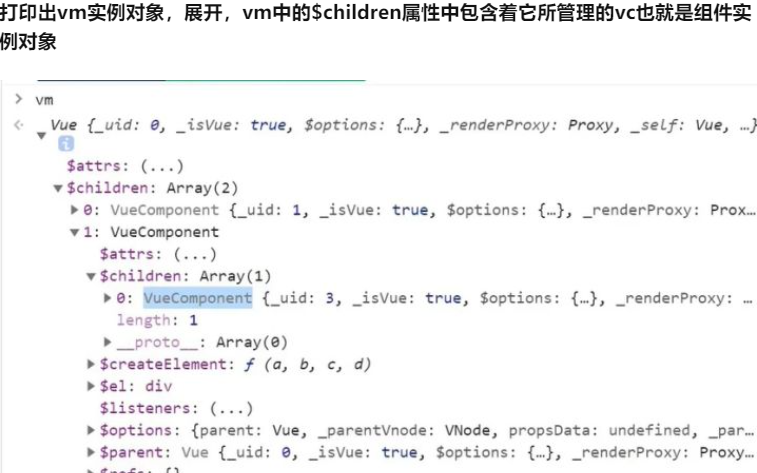 打印出vm实例对象，展开，vm中的$children属性中包含着它所管理的vc也就是组件实
例对象
> vm
Vue {_uid: 0, _isVue: true, $options: {…}, _renderProxy: Proxy, _self: Vue, …}
i
$attrs: (...)
▼$children: Array(2)
▶0: VueComponent {_uid: 1, _isVue: true, $options: {…}, _renderProxy: Prox…
▼1: VueComponent
$attrs: (...)
▼$children: Array(1)
▶0: VueComponent {_uid: 3, _isVue: true, $options: {…}, _renderProxy: …
length: 1
▶__proto__: Array(0)
▶$createElement: ƒ (a, b, c, d)
▶$el: div
$listeners: (...)
▶$options: {parent: Vue, _parentVnode: VNode, propsData: undefined, _par…
▶$parent: Vue {_uid: 0, _isVue: true, $options: {…}, _renderProxy: Proxy…